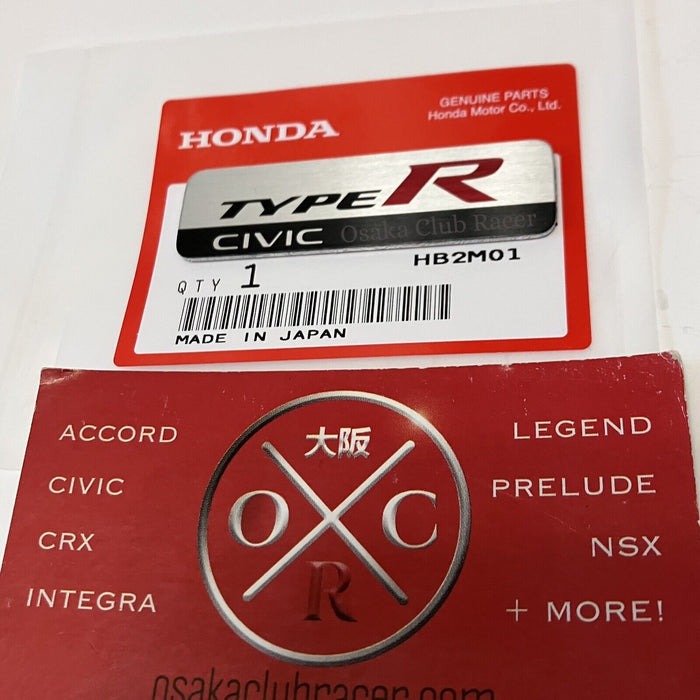 GENUINE PARTS
Honda Motor Co., Ltd.
HONDA
TYPE R
CIVIC Osaka Club Racer
HB2M01
QTY 1
MADE IN JAPAN
ACCORD
CIVIC
CRX
INTEGRA
大阪
O C
R
LEGEND
PRELUDE
NSX
+ MORE!
osakaclubracer.com